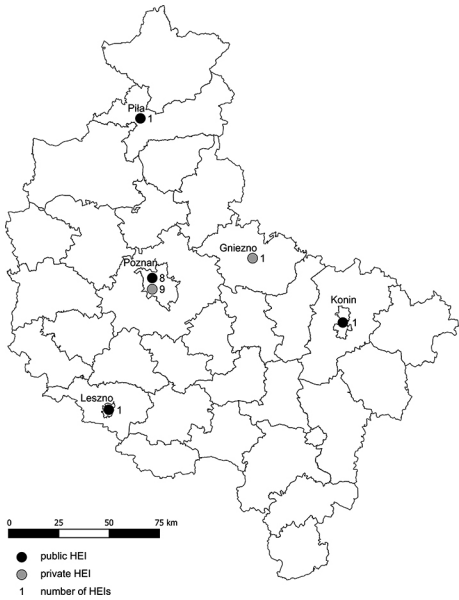 Piła
1
Gniezno
1
Poznań
8
9
Konin
1
Leszno
1
0 25 50 75 km
public HEI
private HEI
1 number of HEIs